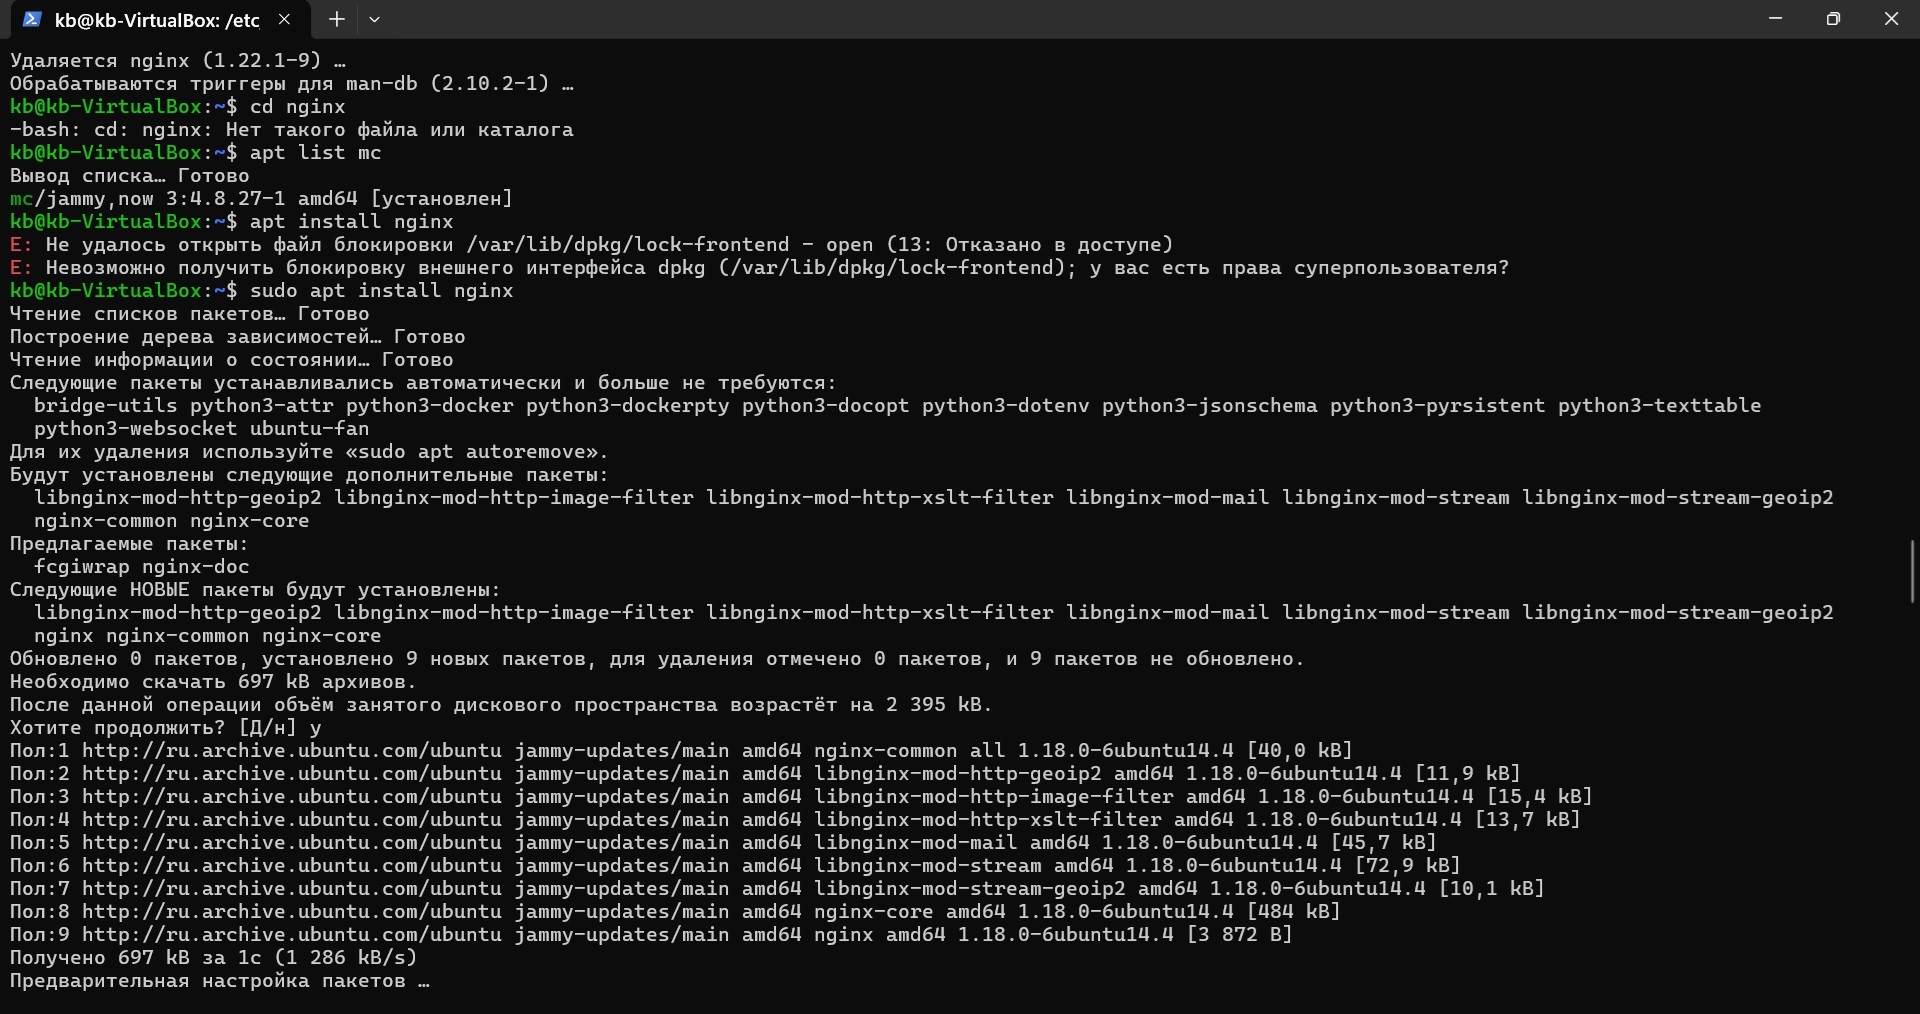 kb@kb-VirtualBox: /etc
Удаляется nginx (1.22.1-9) …
Обрабатываются триггеры для man-db (2.10.2-1) …
kb@kb-VirtualBox:~$ cd nginx
-bash: cd: nginx: Нет такого файла или каталога
kb@kb-VirtualBox:~$ apt list mc
Вывод списка… Готово
mc/jammy,now 3:4.8.27-1 amd64 [установлен]
kb@kb-VirtualBox:~$ apt install nginx
E: Не удалось открыть файл блокировки /var/lib/dpkg/lock-frontend - open (13: Отказано в доступе)
E: Невозможно получить блокировку внешнего интерфейса dpkg (/var/lib/dpkg/lock-frontend); у вас есть права суперпользователя?
kb@kb-VirtualBox:~$ sudo apt install nginx
Чтение списков пакетов… Готово
Построение дерева зависимостей… Готово
Чтение информации о состоянии… Готово
Следующие пакеты устанавливались автоматически и больше не требуются:
  bridge-utils python3-attr python3-docker python3-dockerpty python3-docopt python3-dotenv python3-jsonschema python3-pyrsistent python3-texttable
  python3-websocket ubuntu-fan
Для их удаления используйте «sudo apt autoremove».
Будут установлены следующие дополнительные пакеты:
  libnginx-mod-http-geoip2 libnginx-mod-http-image-filter libnginx-mod-http-xslt-filter libnginx-mod-mail libnginx-mod-stream libnginx-mod-stream-geoip2
  nginx-common nginx-core
Предлагаемые пакеты:
  fcgiwrap nginx-doc
Следующие НОВЫЕ пакеты будут установлены:
  libnginx-mod-http-geoip2 libnginx-mod-http-image-filter libnginx-mod-http-xslt-filter libnginx-mod-mail libnginx-mod-stream libnginx-mod-stream-geoip2
  nginx nginx-common nginx-core
Обновлено 0 пакетов, установлено 9 новых пакетов, для удаления отмечено 0 пакетов, и 9 пакетов не обновлено.
Необходимо скачать 697 kB архивов.
После данной операции объём занятого дискового пространства возрастёт на 2 395 kB.
Хотите продолжить? [Д/н] y
Пол:1 http://ru.archive.ubuntu.com/ubuntu jammy-updates/main amd64 nginx-common all 1.18.0-6ubuntu14.4 [40,0 kB]
Пол:2 http://ru.archive.ubuntu.com/ubuntu jammy-updates/main amd64 libnginx-mod-http-geoip2 amd64 1.18.0-6ubuntu14.4 [11,9 kB]
Пол:3 http://ru.archive.ubuntu.com/ubuntu jammy-updates/main amd64 libnginx-mod-http-image-filter amd64 1.18.0-6ubuntu14.4 [15,4 kB]
Пол:4 http://ru.archive.ubuntu.com/ubuntu jammy-updates/main amd64 libnginx-mod-http-xslt-filter amd64 1.18.0-6ubuntu14.4 [13,7 kB]
Пол:5 http://ru.archive.ubuntu.com/ubuntu jammy-updates/main amd64 libnginx-mod-mail amd64 1.18.0-6ubuntu14.4 [45,7 kB]
Пол:6 http://ru.archive.ubuntu.com/ubuntu jammy-updates/main amd64 libnginx-mod-stream amd64 1.18.0-6ubuntu14.4 [72,9 kB]
Пол:7 http://ru.archive.ubuntu.com/ubuntu jammy-updates/main amd64 libnginx-mod-stream-geoip2 amd64 1.18.0-6ubuntu14.4 [10,1 kB]
Пол:8 http://ru.archive.ubuntu.com/ubuntu jammy-updates/main amd64 nginx-core amd64 1.18.0-6ubuntu14.4 [484 kB]
Пол:9 http://ru.archive.ubuntu.com/ubuntu jammy-updates/main amd64 nginx amd64 1.18.0-6ubuntu14.4 [3 872 B]
Получено 697 kB за 1с (1 286 kB/s)
Предварительная настройка пакетов …